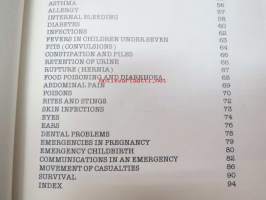 ASTHMA
ALLERGY 56
INTERNAL BLEEDING 58
DIABETES 60
INFECTIONS 62
FEVERS IN CHILDREN UNDER SEVEN 63
FITS (CONVULSIONS) 64
CONSTIPATION AND PILES 65
RETENTION OF URINE 66
RUPTURE (HERNIA) 67
FOOD POISONING AND DIARRHOEA 68
ABDOMINAL PAIN 69
POISONS 70
BITES AND STINGS 72
SKIN INFECTIONS 73
EYES 74
EARS 76
DENTAL PROBLEMS 78
EMERGENCIES IN PREGNANCY 79
EMERGENCY CHILDBIRTH 80
COMMUNICATIONS IN AN EMERGENCY 82
MOVEMENT OF CASUALTIES 86
SURVIVAL 90
INDEX 94